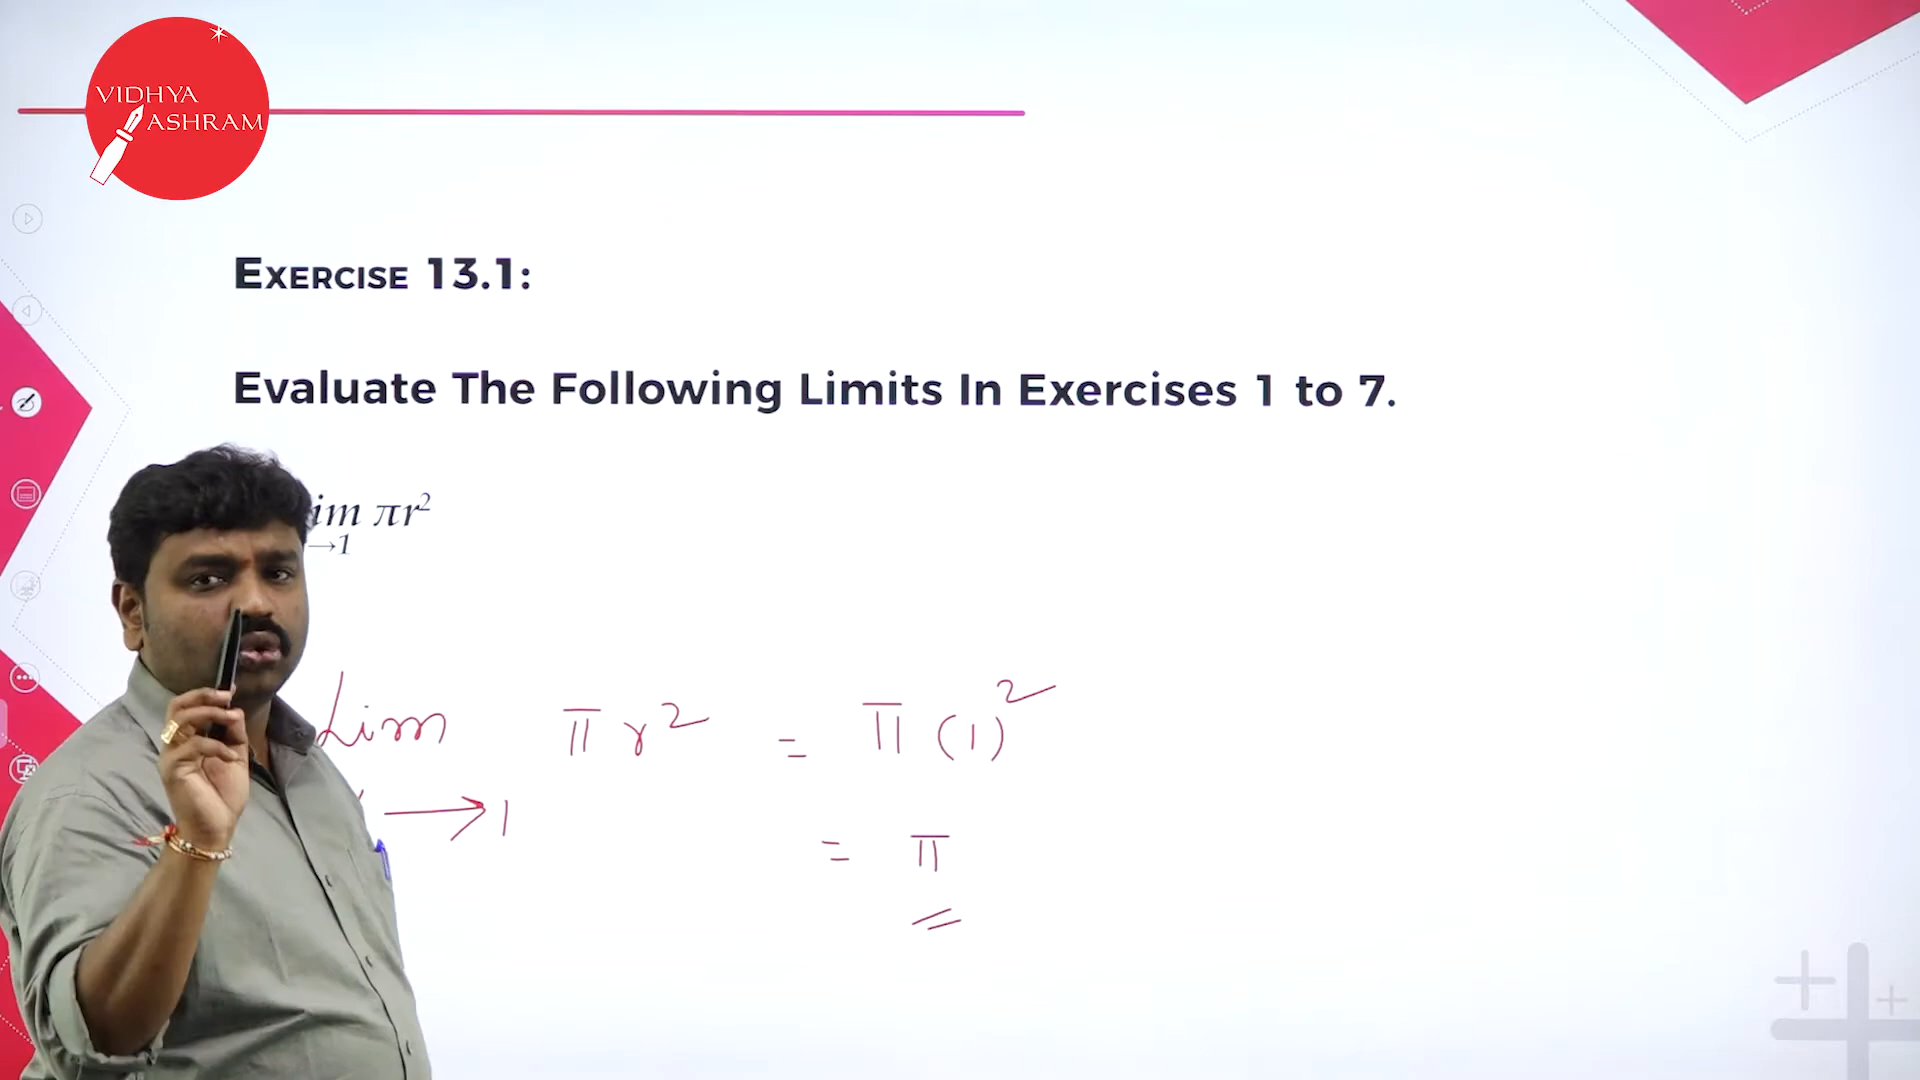 VIDHYA
ASHRAM
EXERCISE 13.1:
Evaluate The Following Limits In Exercises 1 to 7.
im πr²
→1
Lim π r² = π (1)²
→ 1
= π